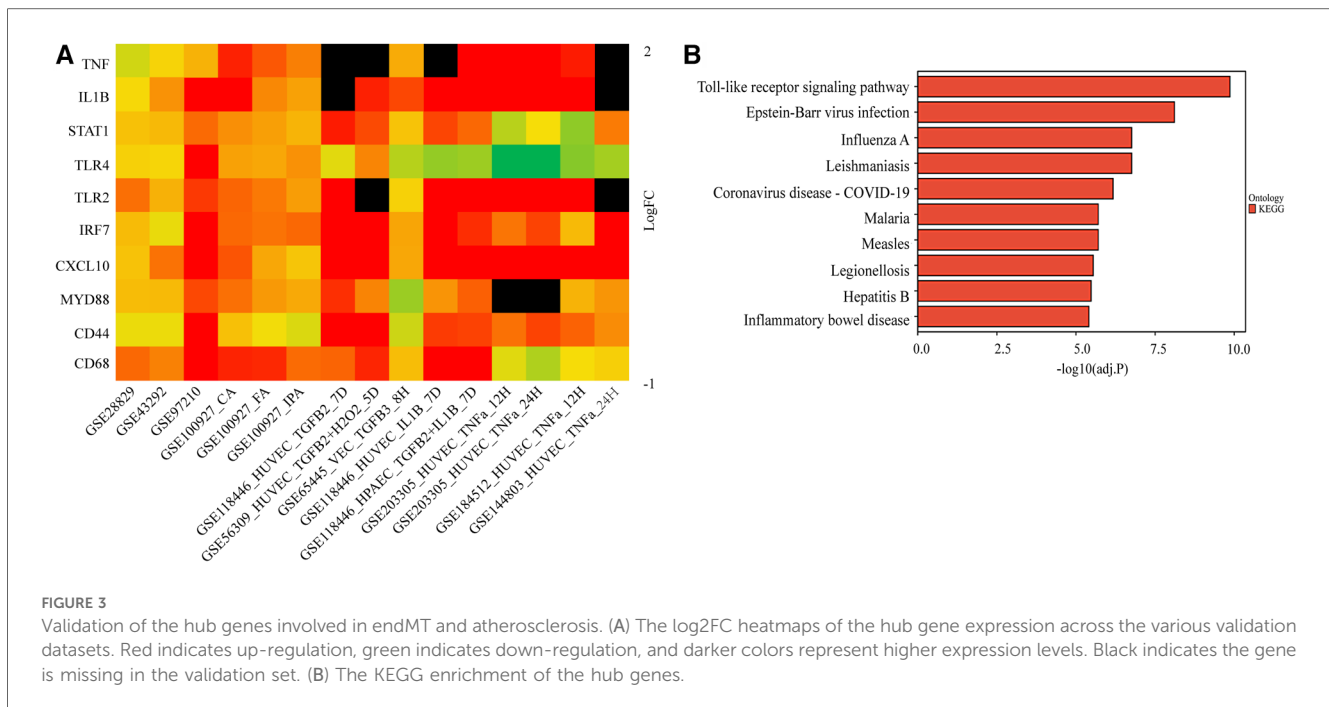 A
TNF
IL1B
STAT1
TLR4
TLR2
IRF7
CXCL10
MYD88
CD44
CD68
2
LogFC
-1
GSE28829
GSE43292
GSE97210
GSE100927_CA
GSE100927_FA
GSE100927_IPA
GSE118446_HUVEC_TGFB2_7D
GSE56309_HUVEC_TGFB2+H2O2_5D
GSE65445_VEC_TGFB3_8H
GSE118446_HUVEC_IL1B_7D
GSE118446_HPAEC_TGFB2+IL1B_7D
GSE203305_HUVEC_TNFa_12H
GSE203305_HUVEC_TNFa_24H
GSE184512_HUVEC_TNFa_12H
GSE144803_HUVEC_TNFa_24H
B
Toll-like receptor signaling pathway
Epstein-Barr virus infection
Influenza A
Leishmaniasis
Coronavirus disease - COVID-19
Malaria
Measles
Legionellosis
Hepatitis B
Inflammatory bowel disease
0.0 2.5 5.0 7.5 10.0
-log10(adj.P)
Ontology
KEGG
FIGURE 3
Validation of the hub genes involved in endMT and atherosclerosis. (A) The log2FC heatmaps of the hub gene expression across the various validation
datasets. Red indicates up-regulation, green indicates down-regulation, and darker colors represent higher expression levels. Black indicates the gene
is missing in the validation set. (B) The KEGG enrichment of the hub genes.